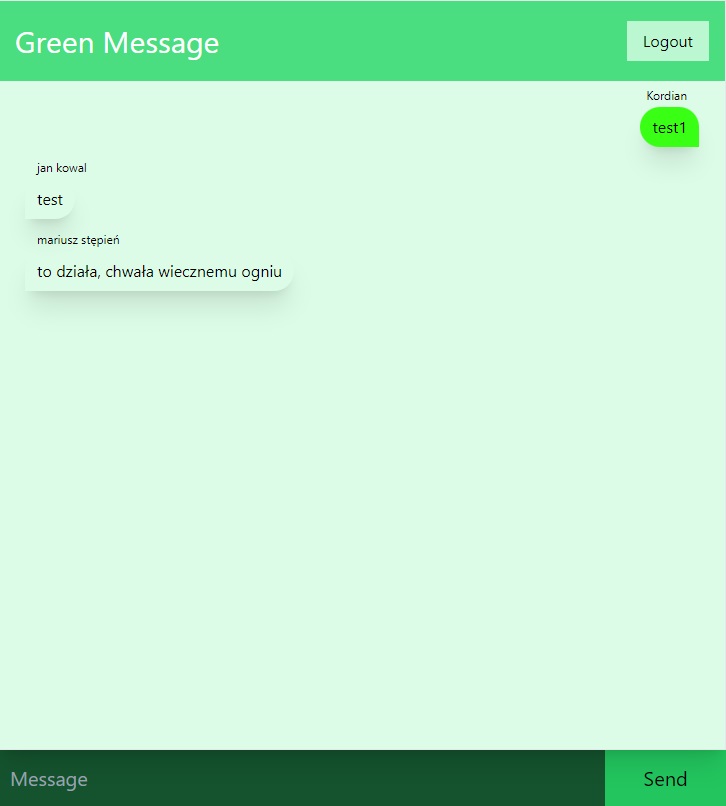 Green Message
Logout
Kordian
test1
jan kowal
test
mariusz stępień
to działa, chwała wiecznemu ogniu
Message
Send